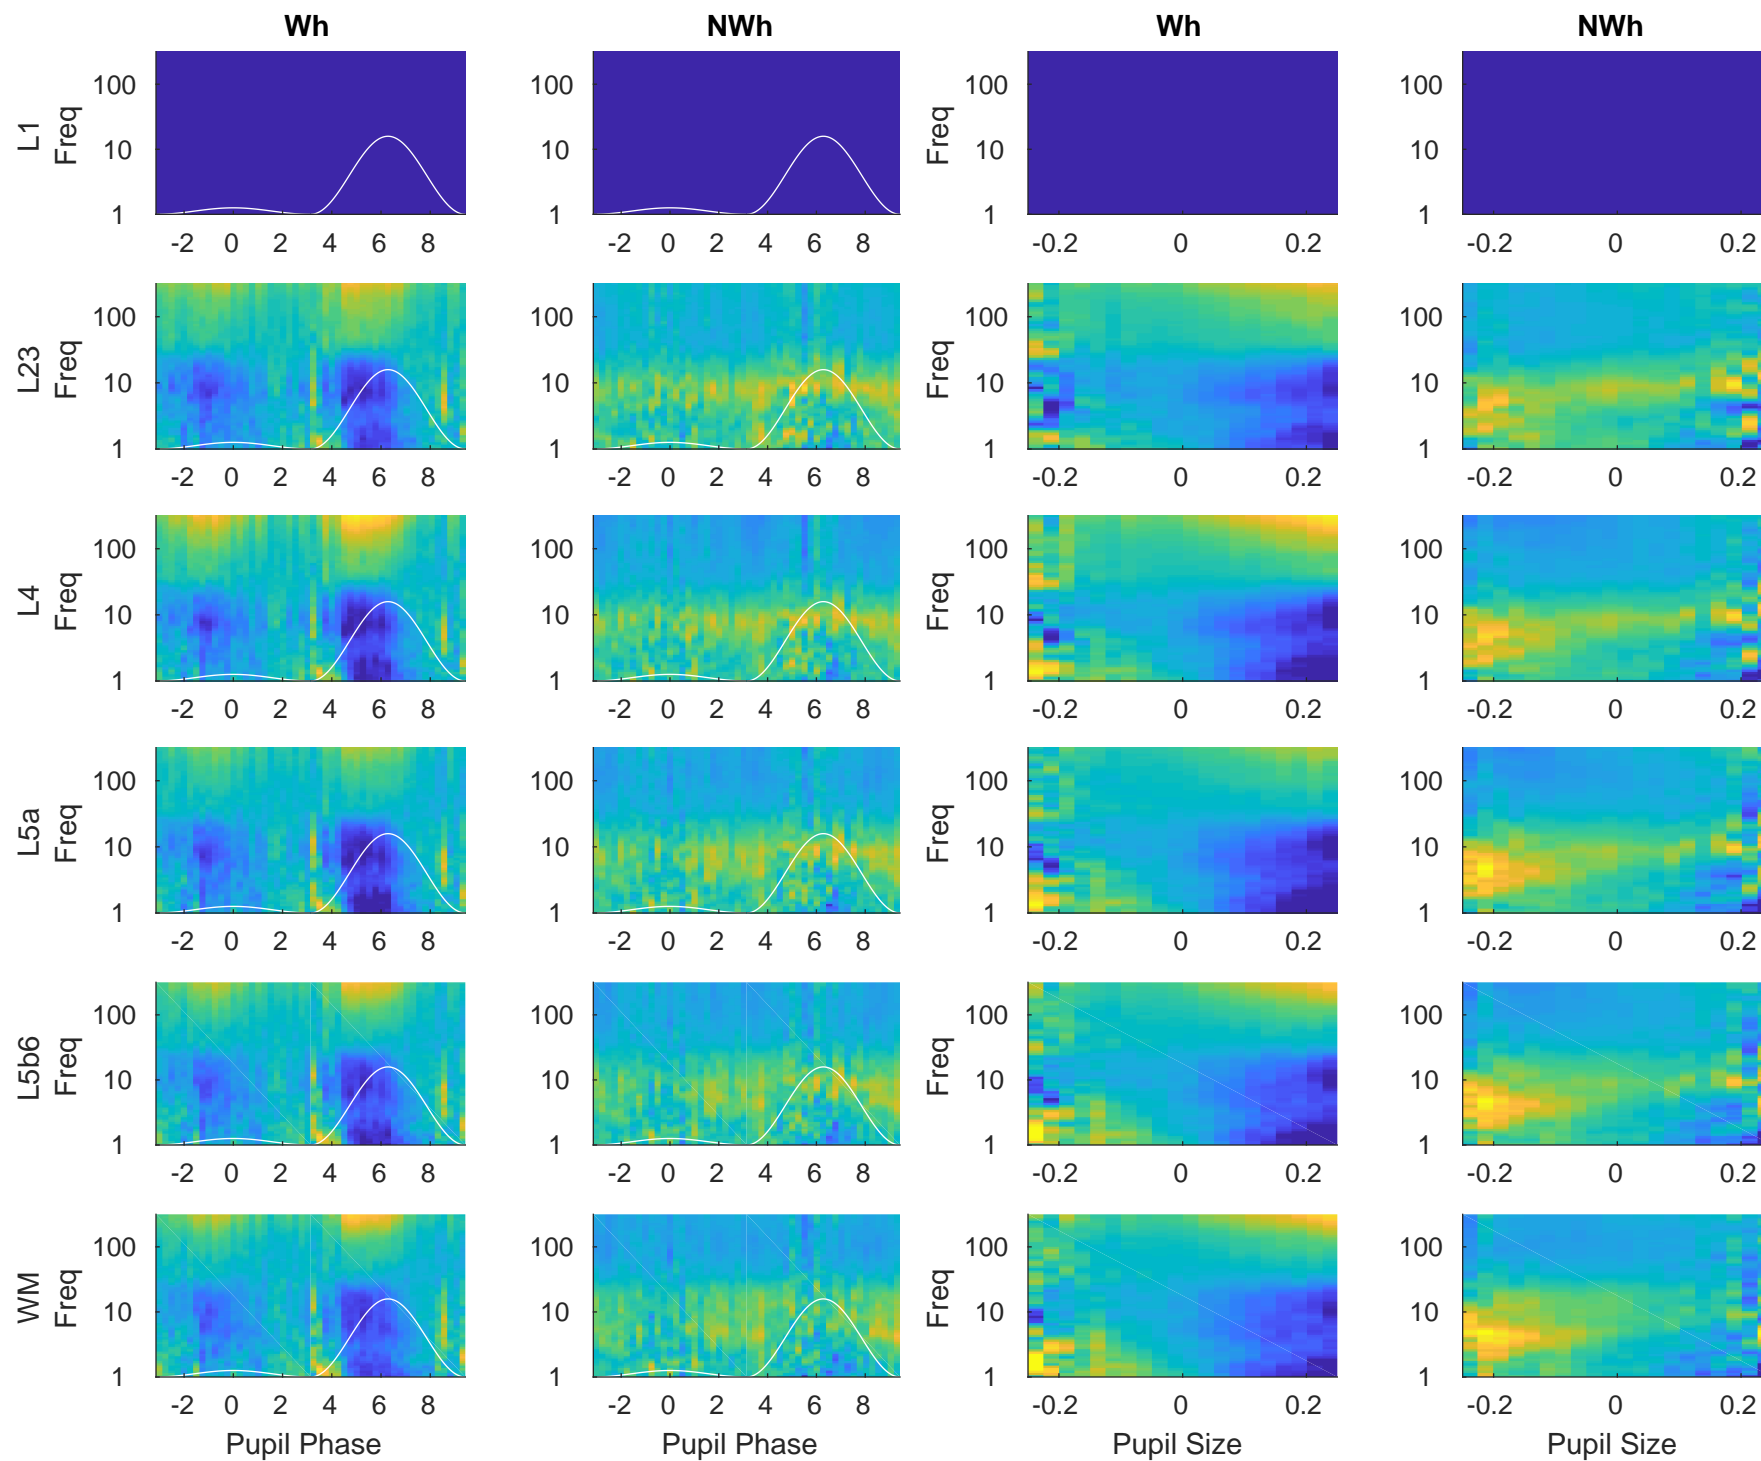 Wh NWh Wh NWh
L1 Freq 100 10 1 100 10 1 Freq 100 10 1 100 10 1
-2 0 2 4 6 8 -2 0 2 4 6 8 -0.2 0 0.2 -0.2 0 0.2
L23 Freq 100 10 1 100 10 1 Freq 100 10 1 100 10 1
-2 0 2 4 6 8 -2 0 2 4 6 8 -0.2 0 0.2 -0.2 0 0.2
L4 Freq 100 10 1 100 10 1 Freq 100 10 1 100 10 1
-2 0 2 4 6 8 -2 0 2 4 6 8 -0.2 0 0.2 -0.2 0 0.2
L5a Freq 100 10 1 100 10 1 Freq 100 10 1 100 10 1
-2 0 2 4 6 8 -2 0 2 4 6 8 -0.2 0 0.2 -0.2 0 0.2
L5b6 Freq 100 10 1 100 10 1 Freq 100 10 1 100 10 1
-2 0 2 4 6 8 -2 0 2 4 6 8 -0.2 0 0.2 -0.2 0 0.2
WM Freq 100 10 1 100 10 1 Freq 100 10 1 100 10 1
-2 0 2 4 6 8 -2 0 2 4 6 8 -0.2 0 0.2 -0.2 0 0.2
Pupil Phase Pupil Phase Pupil Size Pupil Size